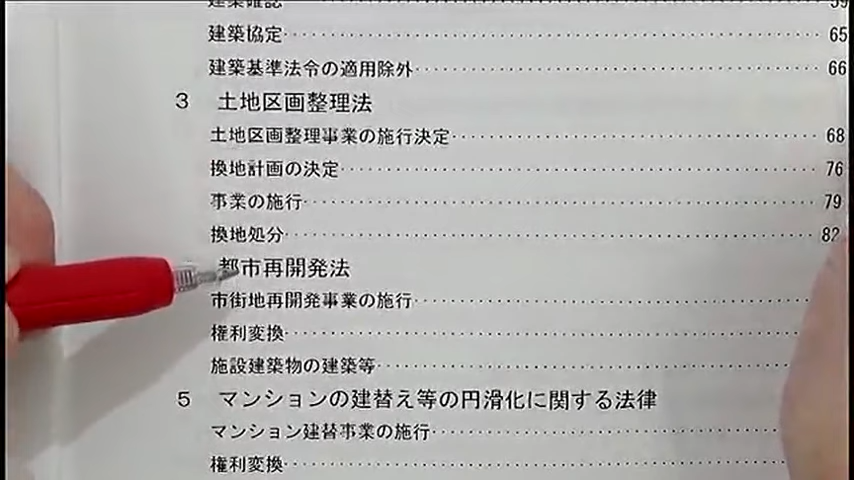 建築確認 59
建築協定 65
建築基準法令の適用除外 66
3 土地区画整理法
土地区画整理事業の施行決定 68
換地計画の決定 76
事業の施行 79
換地処分 82
都市再開発法
市街地再開発事業の施行
権利変換
施設建築物の建築等
5 マンションの建替え等の円滑化に関する法律
マンション建替事業の施行
権利変換